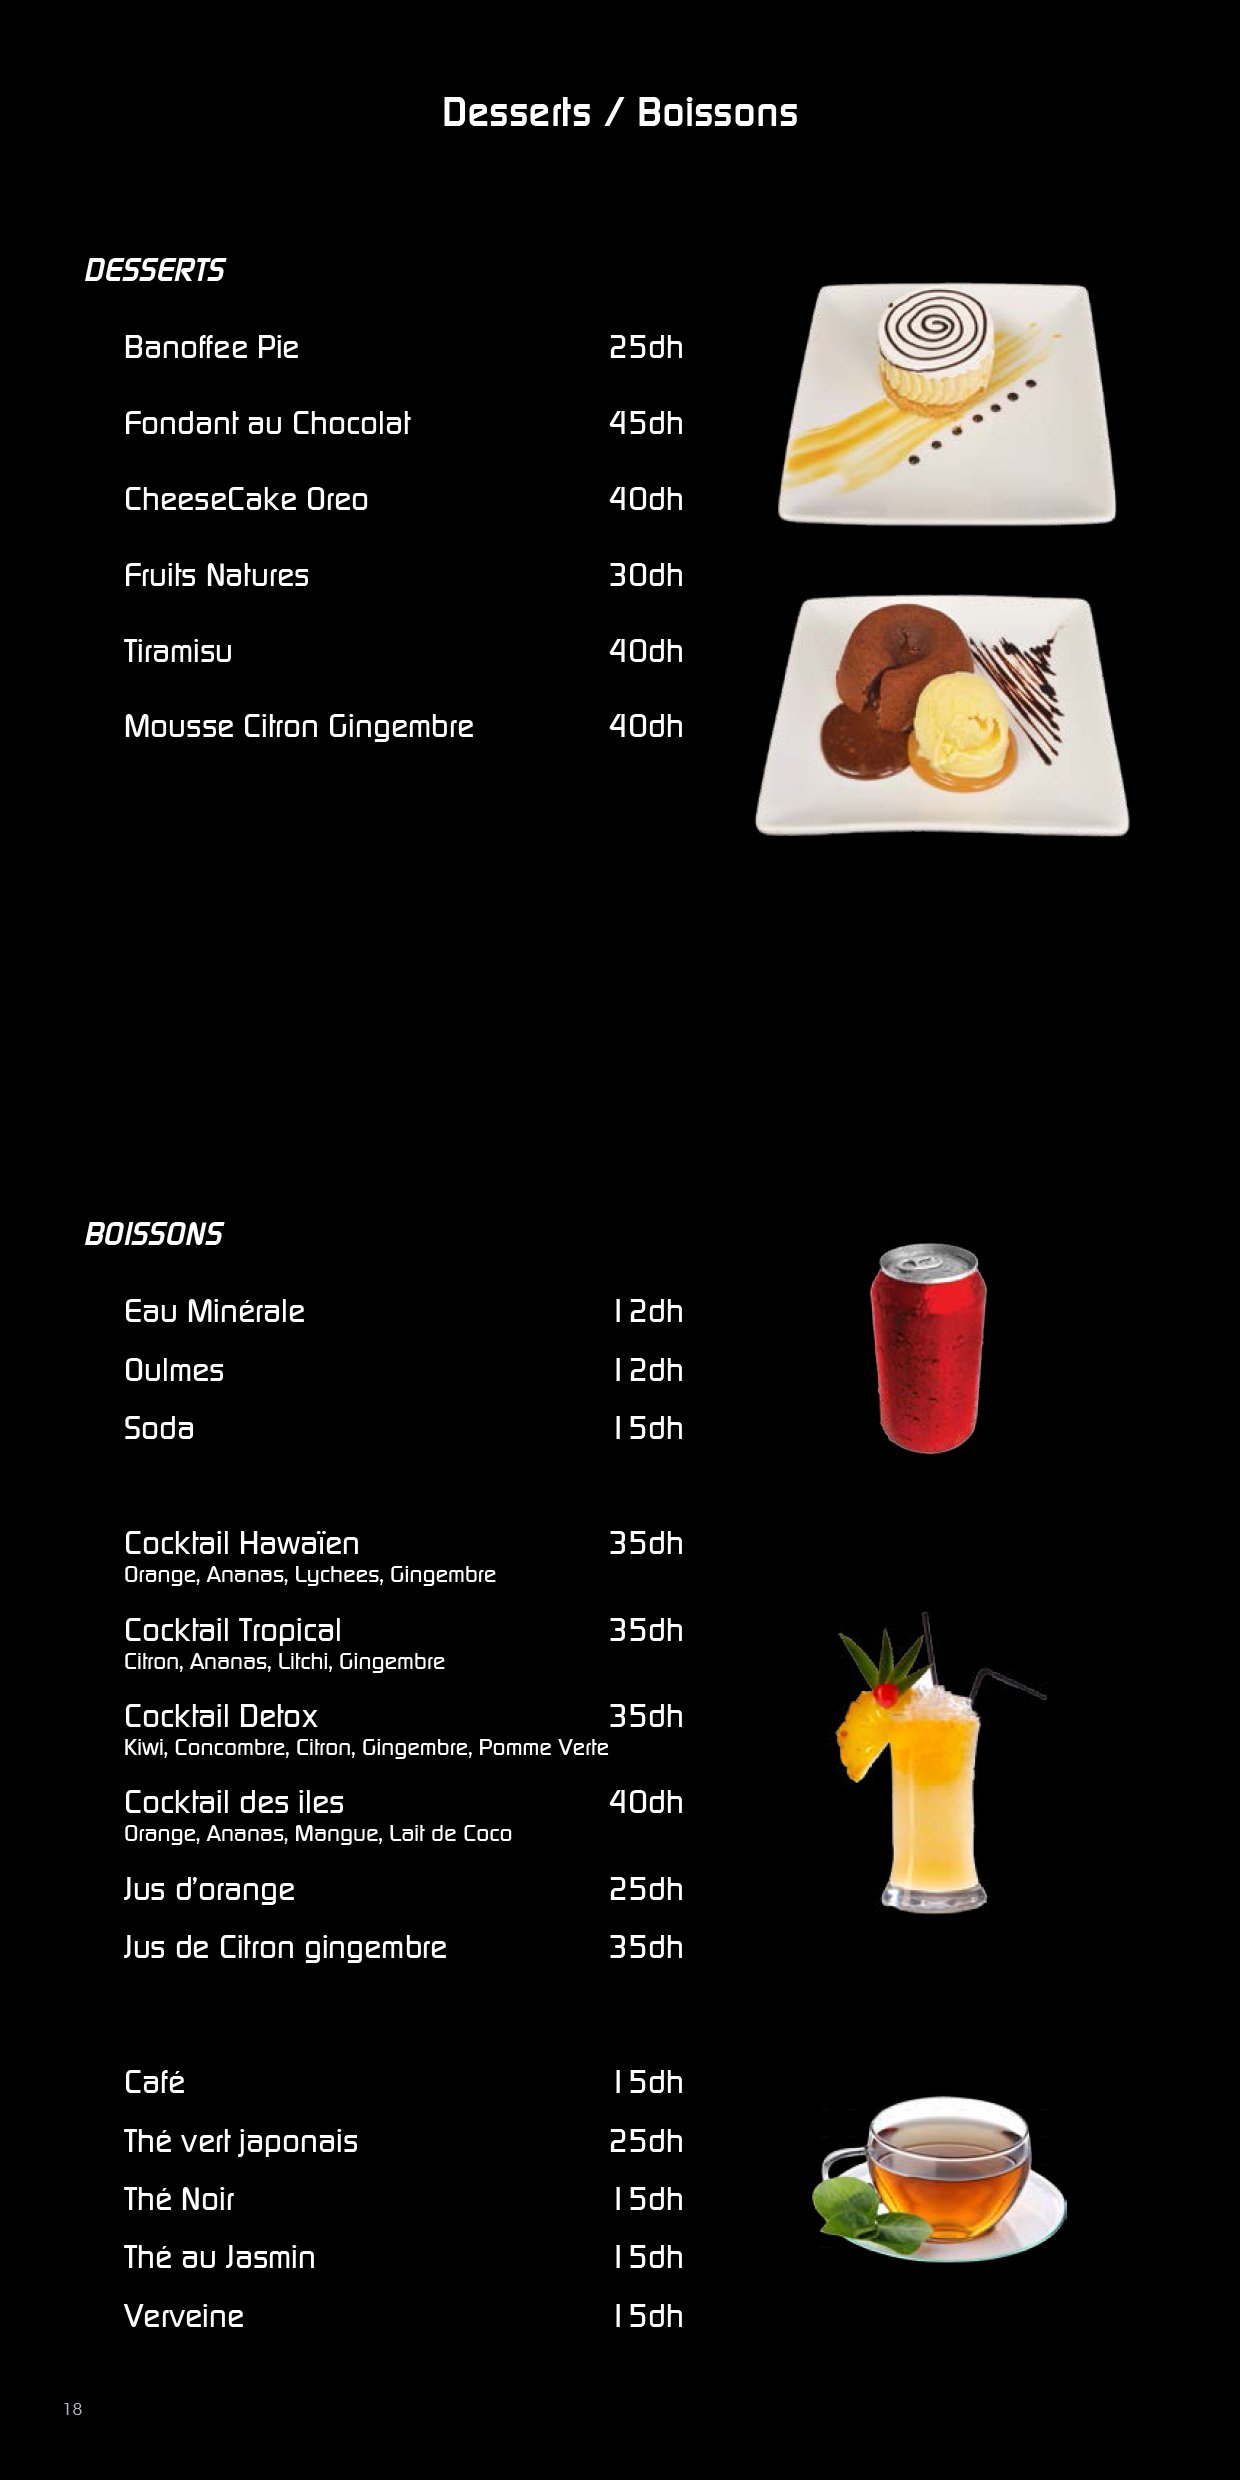 Desserts / Boissons
DESSERTS
Banoffee Pie 25dh
Fondant au Chocolat 45dh
CheeseCake Oreo 40dh
Fruits Natures 30dh
Tiramisu 40dh
Mousse Citron Gingembre 40dh
BOISSONS
Eau Minérale 12dh
Oulmes 12dh
Soda 15dh
Cocktail Hawaïen 35dh
Orange, Ananas, Lychees, Gingembre
Cocktail Tropical 35dh
Citron, Ananas, Litchi, Gingembre
Cocktail Detox 35dh
Kiwi, Concombre, Citron, Gingembre, Pomme Verte
Cocktail des iles 40dh
Orange, Ananas, Mangue, Lait de Coco
Jus d’orange 25dh
Jus de Citron gingembre 35dh
Café 15dh
Thé vert japonais 25dh
Thé Noir 15dh
Thé au Jasmin 15dh
Verveine 15dh
18